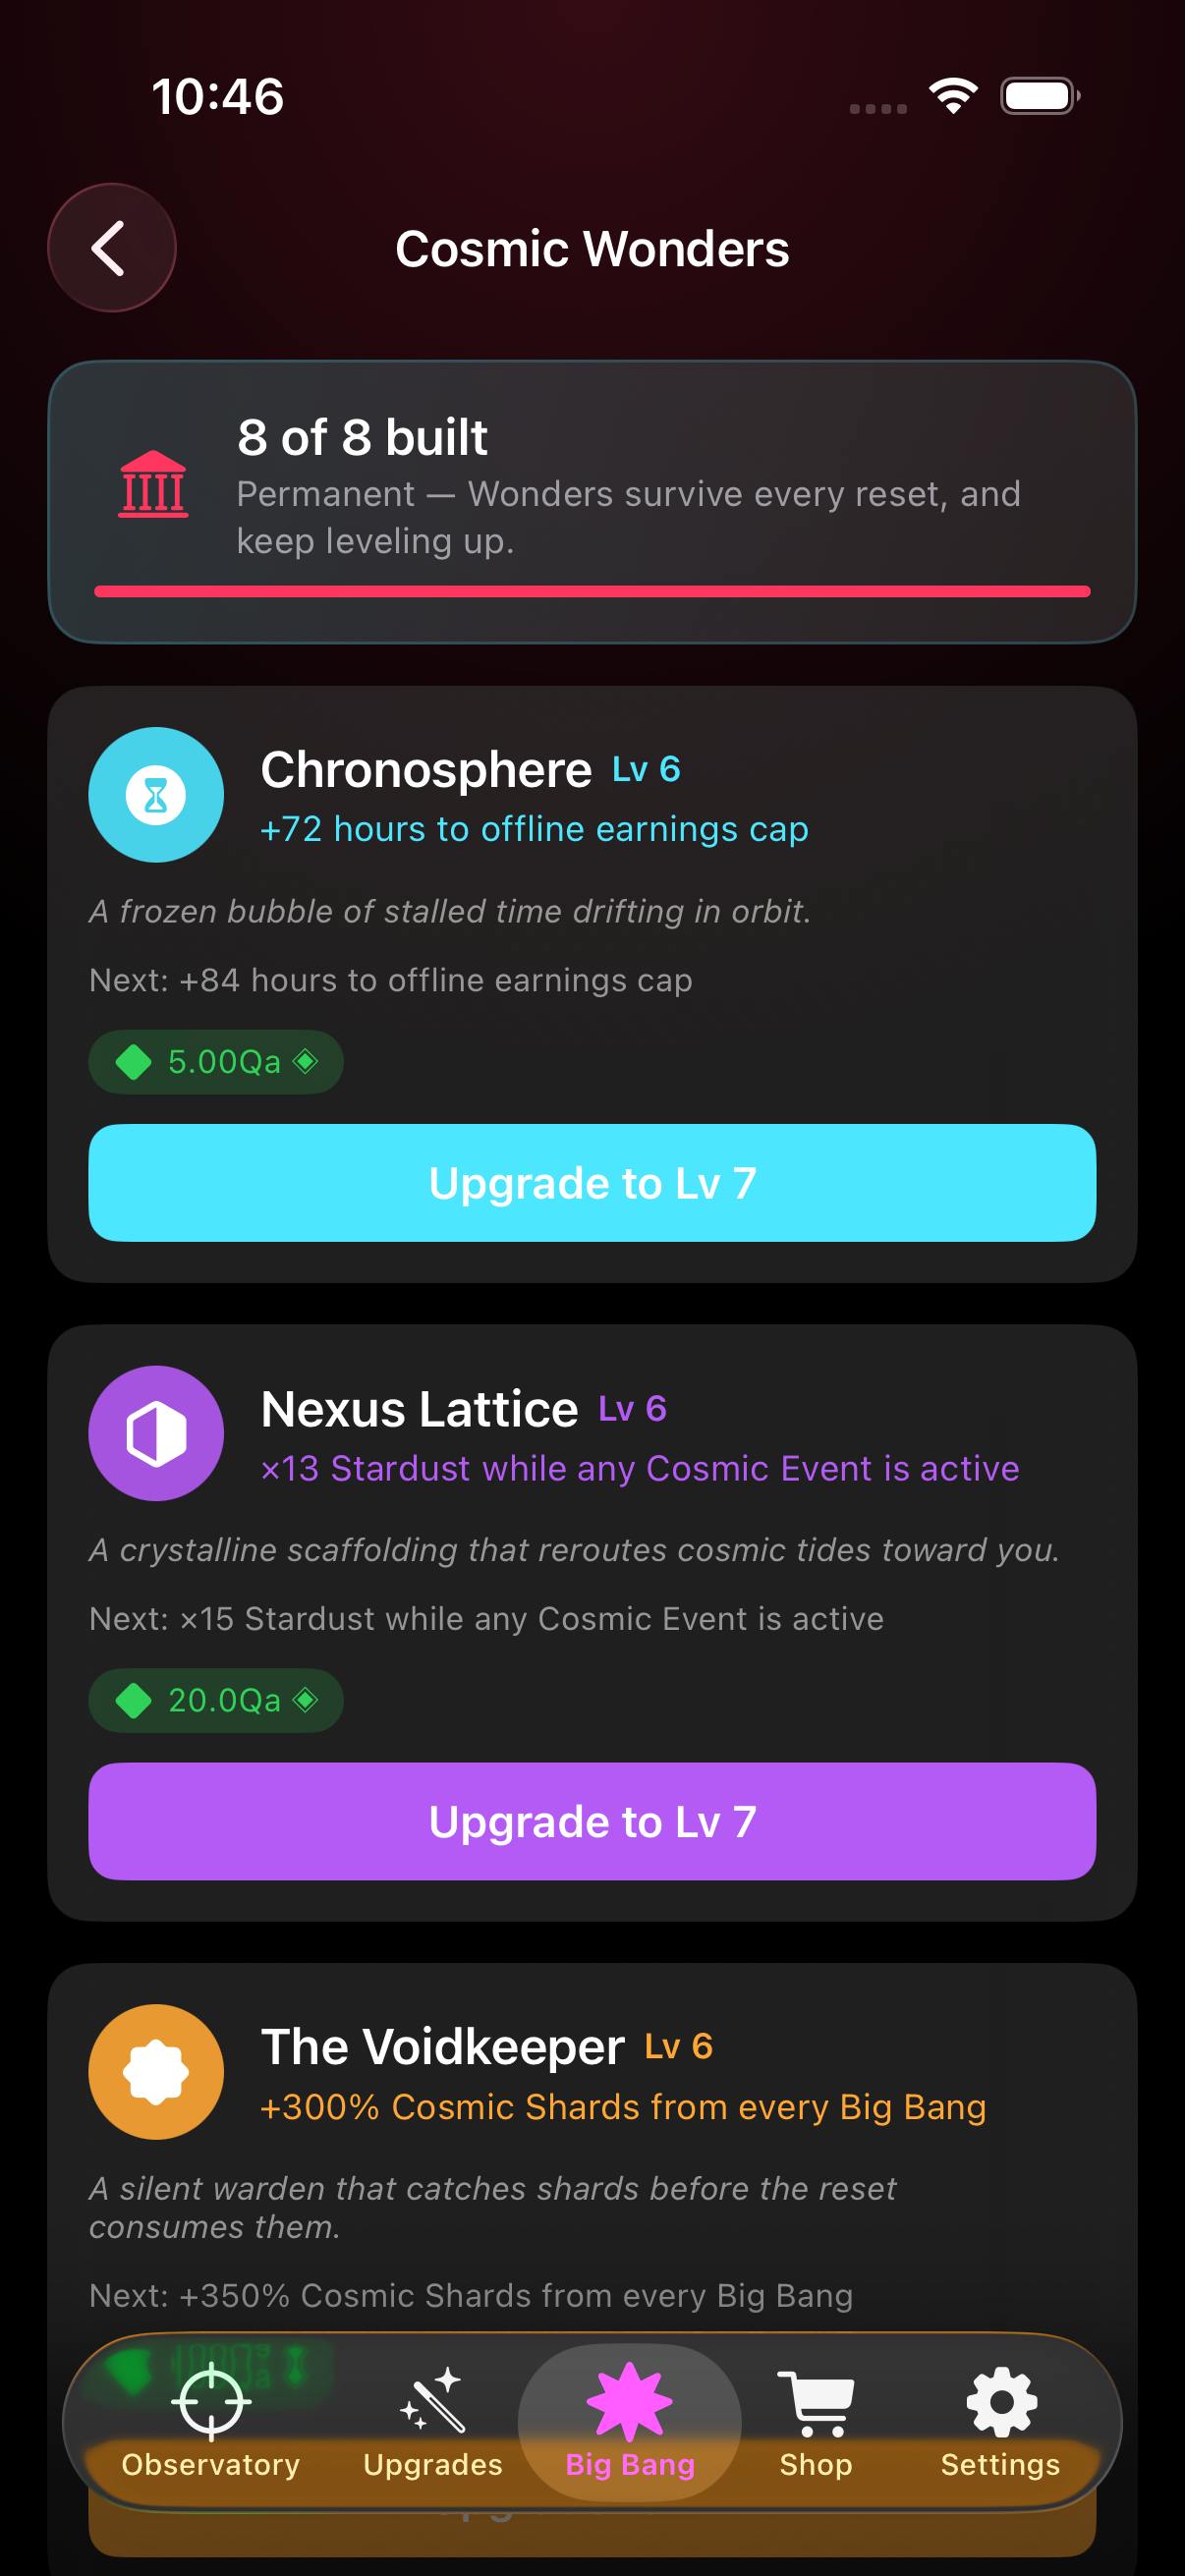 10:46
Cosmic Wonders
8 of 8 built
Permanent — Wonders survive every reset, and
keep leveling up.
Chronosphere Lv 6
+72 hours to offline earnings cap
A frozen bubble of stalled time drifting in orbit.
Next: +84 hours to offline earnings cap
5.00Qa ◈
Upgrade to Lv 7
Nexus Lattice Lv 6
×13 Stardust while any Cosmic Event is active
A crystalline scaffolding that reroutes cosmic tides toward you.
Next: ×15 Stardust while any Cosmic Event is active
20.0Qa ◈
Upgrade to Lv 7
The Voidkeeper Lv 6
+300% Cosmic Shards from every Big Bang
A silent warden that catches shards before the reset
consumes them.
Next: +350% Cosmic Shards from every Big Bang
Observatory Upgrades Big Bang Shop Settings